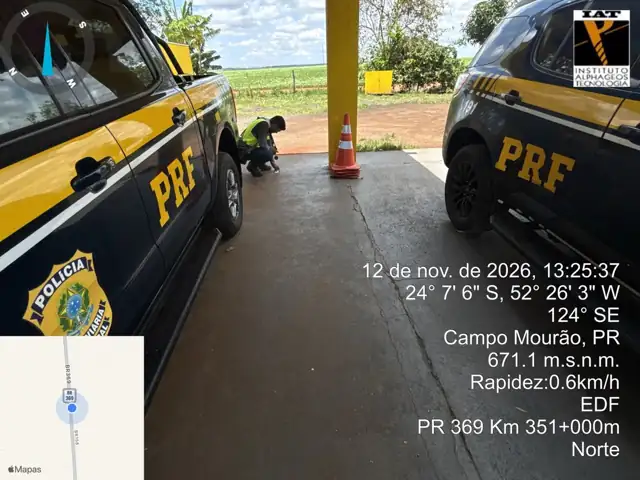 E
S
N
W
IAT
INSTITUTO
ALPHAGEOS
TECNOLOGIA
PRF
PRF
POLÍCIA
12 de nov. de 2026, 13:25:37
24° 7' 6" S, 52° 26' 3" W
124° SE
Campo Mourão, PR
671.1 m.s.n.m.
Rapidez:0.6km/h
EDF
PR 369 Km 351+000m
Norte
BR
369
Mapas